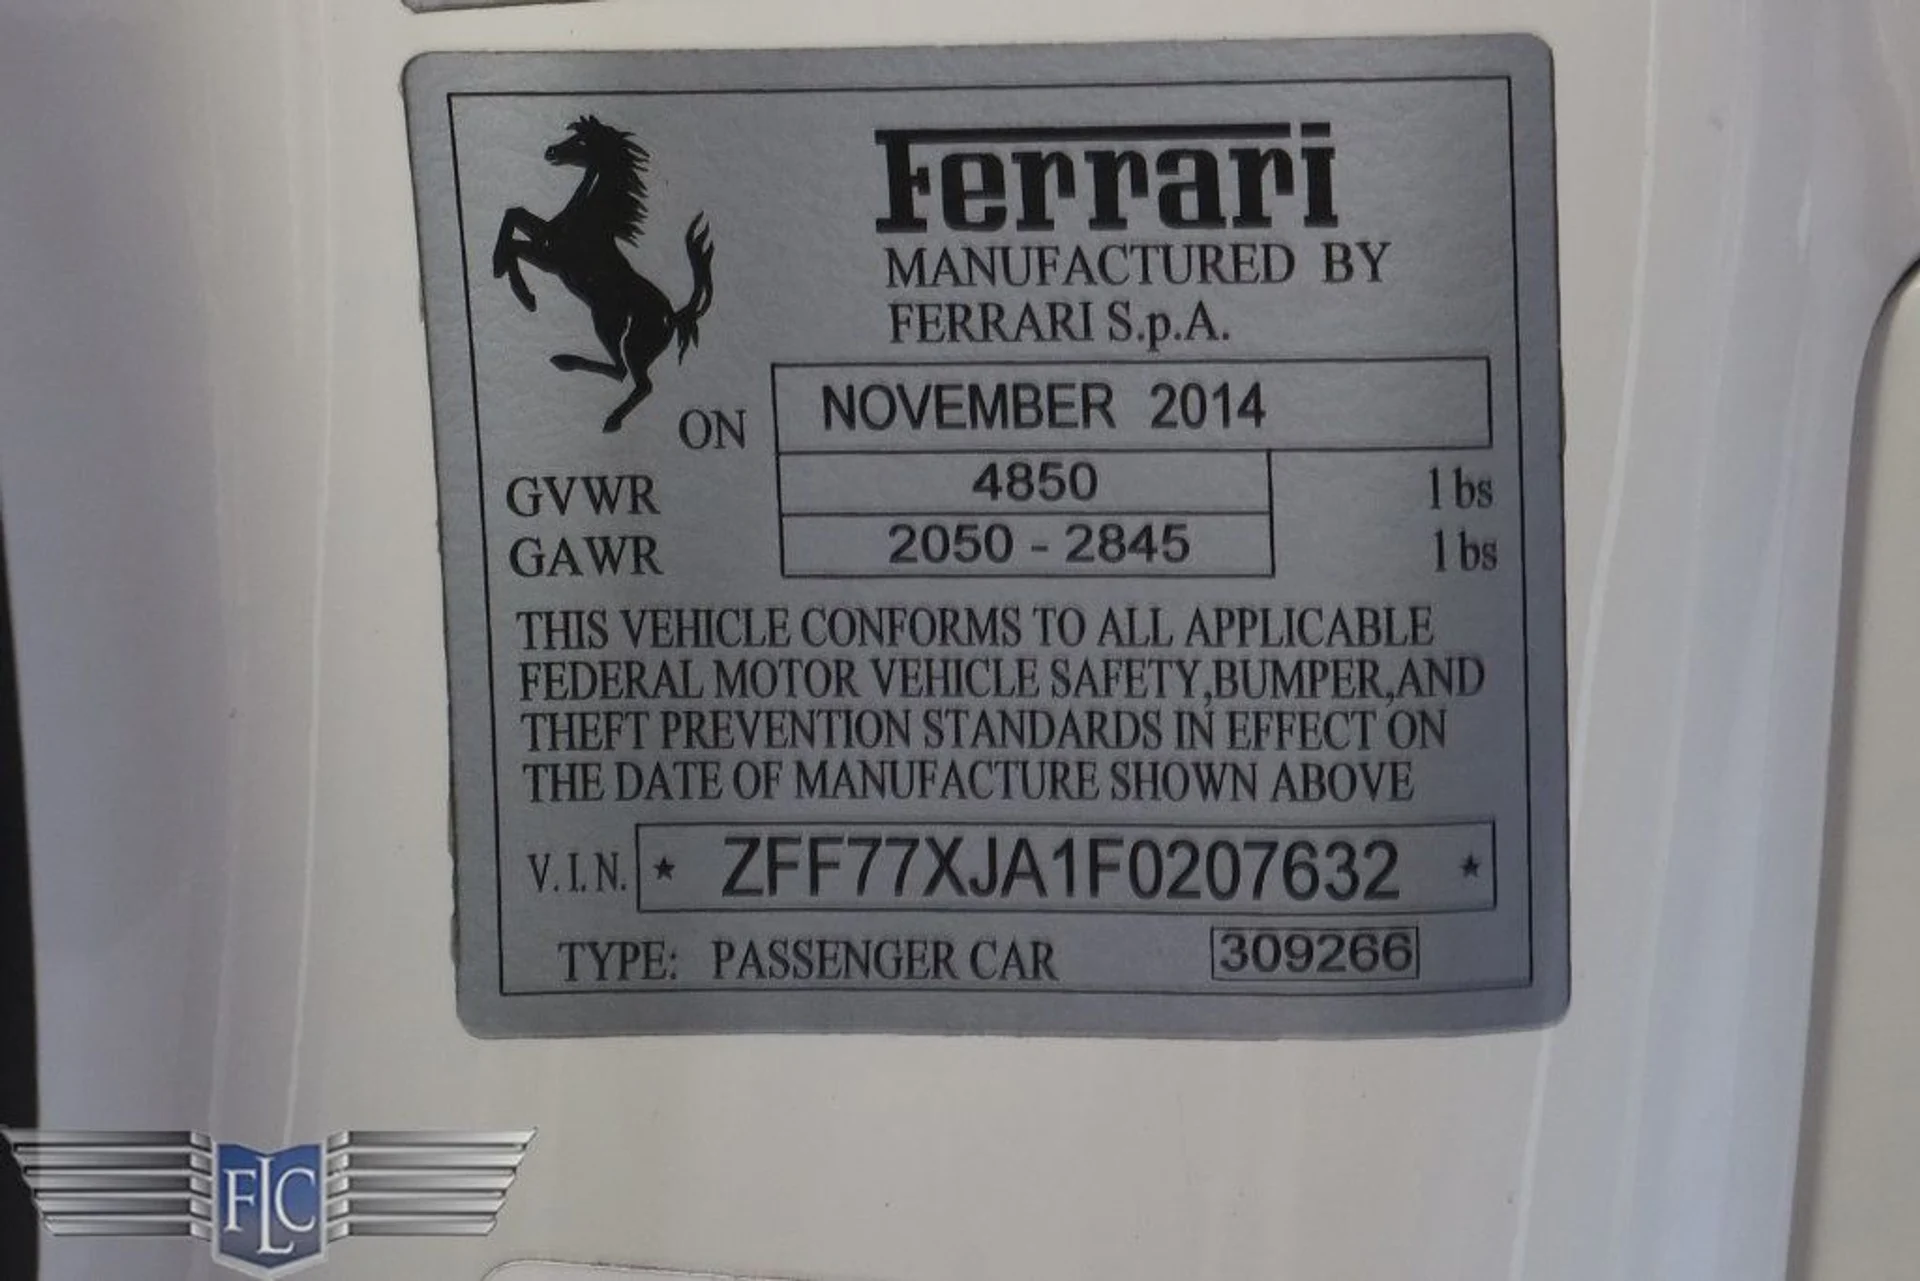 Ferrari
MANUFACTURED BY
FERRARI S.p.A.
ON NOVEMBER 2014
GVWR 4850 lbs
GAWR 2050 - 2845 lbs
THIS VEHICLE CONFORMS TO ALL APPLICABLE
FEDERAL MOTOR VEHICLE SAFETY,BUMPER,AND
THEFT PREVENTION STANDARDS IN EFFECT ON
THE DATE OF MANUFACTURE SHOWN ABOVE
V.I.N. * ZFF77XJA1F0207632 *
TYPE: PASSENGER CAR 309266
FLC